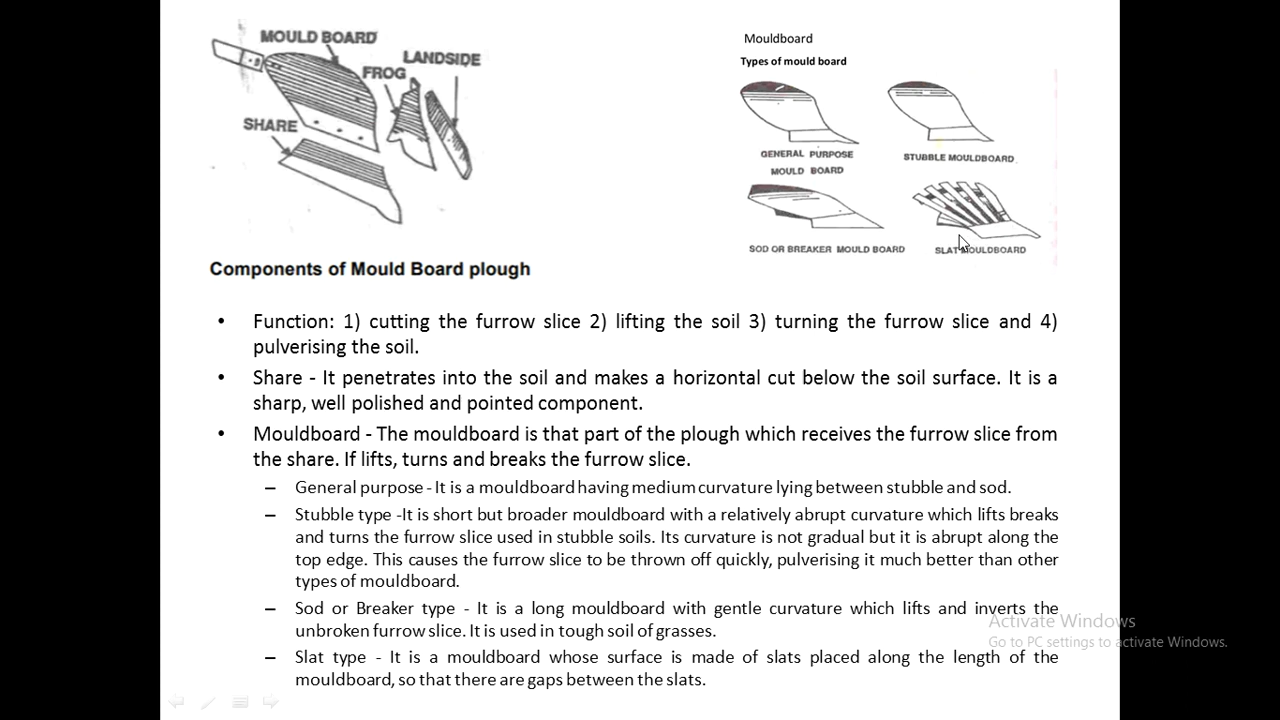 MOULD BOARD
LANDSIDE
FROG
SHARE
Components of Mould Board plough
Mouldboard
Types of mould board
GENERAL PURPOSE
MOULD BOARD
STUBBLE MOULDBOARD
SOD OR BREAKER MOULD BOARD
SLAT MOULDBOARD
• Function: 1) cutting the furrow slice 2) lifting the soil 3) turning the furrow slice and 4)
pulverising the soil.
• Share - It penetrates into the soil and makes a horizontal cut below the soil surface. It is a
sharp, well polished and pointed component.
• Mouldboard - The mouldboard is that part of the plough which receives the furrow slice from
the share. If lifts, turns and breaks the furrow slice.
– General purpose - It is a mouldboard having medium curvature lying between stubble and sod.
– Stubble type -It is short but broader mouldboard with a relatively abrupt curvature which lifts breaks
and turns the furrow slice used in stubble soils. Its curvature is not gradual but it is abrupt along the
top edge. This causes the furrow slice to be thrown off quickly, pulverising it much better than other
types of mouldboard.
– Sod or Breaker type - It is a long mouldboard with gentle curvature which lifts and inverts the
unbroken furrow slice. It is used in tough soil of grasses.
– Slat type - It is a mouldboard whose surface is made of slats placed along the length of the
mouldboard, so that there are gaps between the slats.
Activate Windows
Go to PC settings to activate Windows.